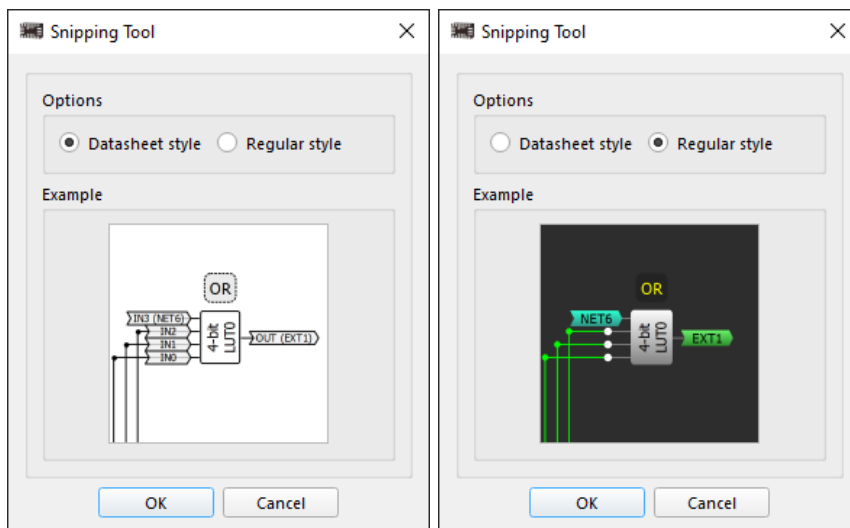 Snipping Tool
Options
Datasheet style Regular style
Example
OR
IN3 (NET6)
IN2
IN1
IN0
4-bit
LUT0
OUT (EXT1)
OK Cancel
Snipping Tool
Options
Datasheet style Regular style
Example
OR
NET6
4-bit
LUT0
EXT1
OK Cancel